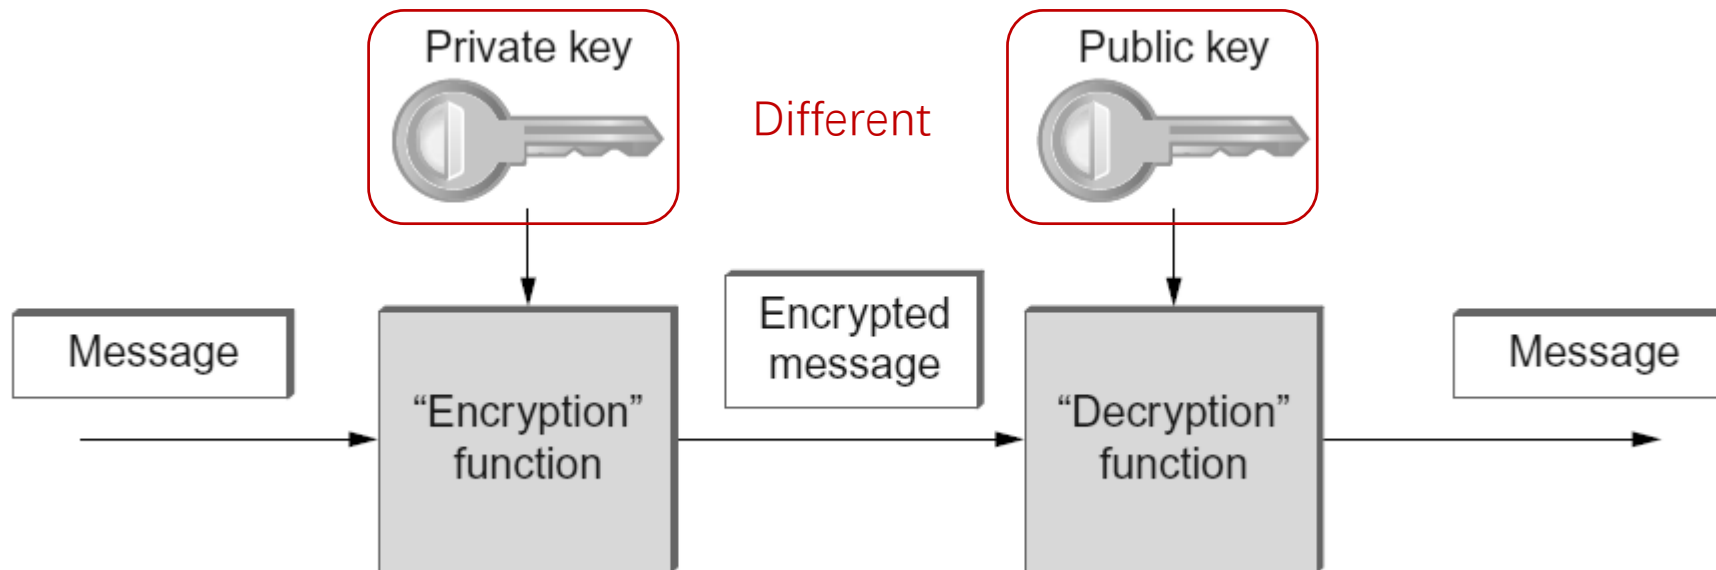 Private key
Different
Public key
Message
“Encryption”
function
Encrypted
message
“Decryption”
function
Message